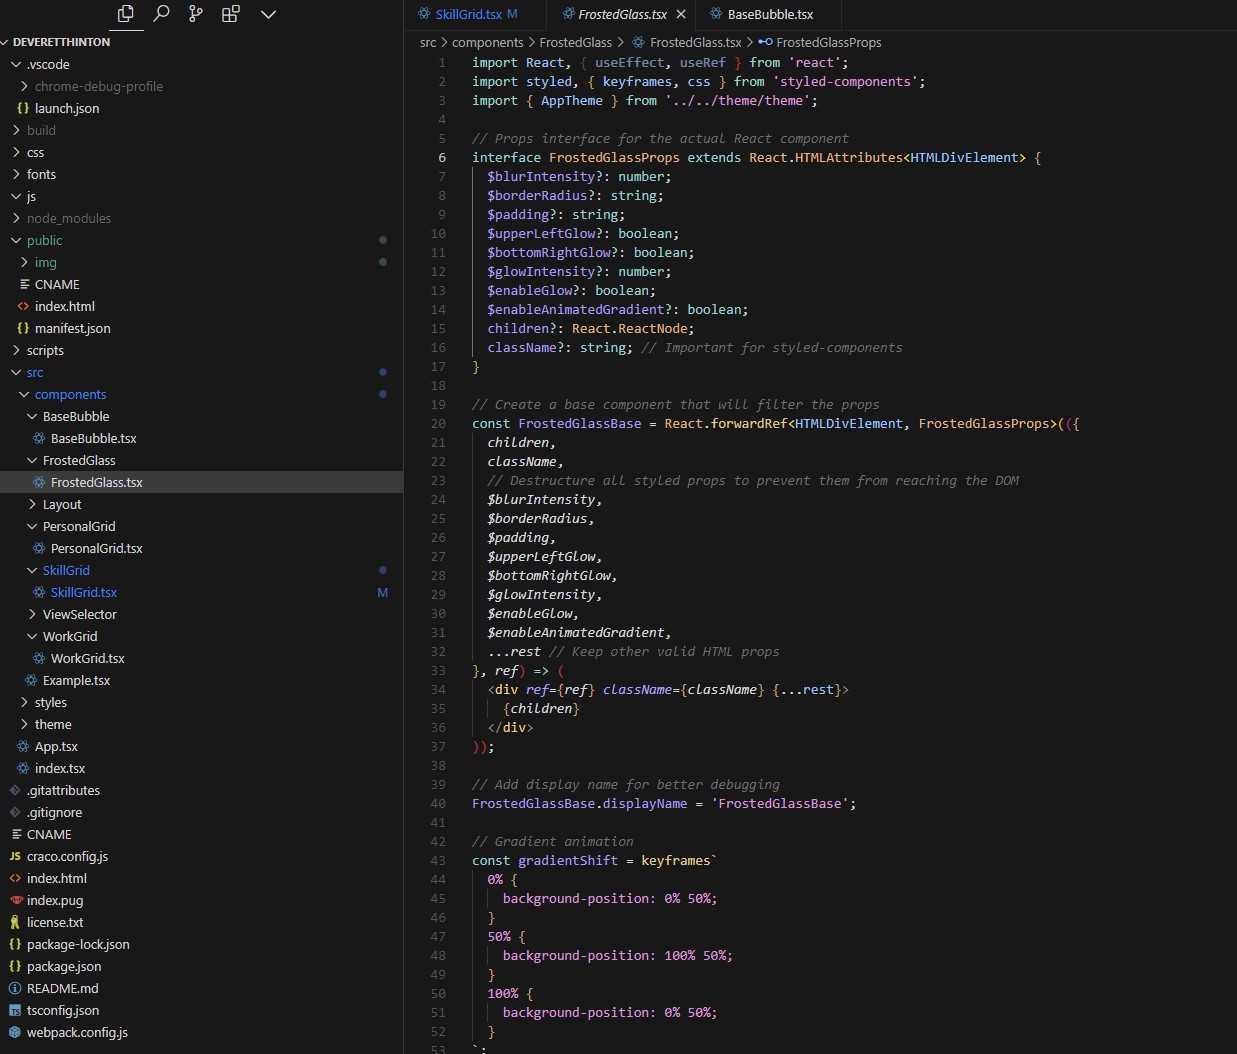 DEVERETTHINTON
.vscode
chrome-debug-profile
{} launch.json
build
css
fonts
js
node_modules
public
img
CNAME
<> index.html
{} manifest.json
scripts
src
components
BaseBubble
BaseBubble.tsx
FrostedGlass
FrostedGlass.tsx
Layout
PersonalGrid
PersonalGrid.tsx
SkillGrid
SkillGrid.tsx M
ViewSelector
WorkGrid
WorkGrid.tsx
Example.tsx
styles
theme
App.tsx
index.tsx
.gitattributes
.gitignore
CNAME
JS craco.config.js
<> index.html
index.pug
license.txt
{} package-lock.json
{} package.json
README.md
TS tsconfig.json
webpack.config.js
SkillGrid.tsx M FrostedGlass.tsx BaseBubble.tsx
src > components > FrostedGlass > FrostedGlass.tsx > FrostedGlassProps
1 import React, { useEffect, useRef } from 'react';
2 import styled, { keyframes, css } from 'styled-components';
3 import { AppTheme } from '../../theme/theme';
4
5 // Props interface for the actual React component
6 interface FrostedGlassProps extends React.HTMLAttributes<HTMLDivElement> {
7 $blurIntensity?: number;
8 $borderRadius?: string;
9 $padding?: string;
10 $upperLeftGlow?: boolean;
11 $bottomRightGlow?: boolean;
12 $glowIntensity?: number;
13 $enableGlow?: boolean;
14 $enableAnimatedGradient?: boolean;
15 children?: React.ReactNode;
16 className?: string; // Important for styled-components
17 }
18
19 // Create a base component that will filter the props
20 const FrostedGlassBase = React.forwardRef<HTMLDivElement, FrostedGlassProps>(({
21 children,
22 className,
23 // Destructure all styled props to prevent them from reaching the DOM
24 $blurIntensity,
25 $borderRadius,
26 $padding,
27 $upperLeftGlow,
28 $bottomRightGlow,
29 $glowIntensity,
30 $enableGlow,
31 $enableAnimatedGradient,
32 ...rest // Keep other valid HTML props
33 }, ref) => (
34 <div ref={ref} className={className} {...rest}>
35 {children}
36 </div>
37 ));
38
39 // Add display name for better debugging
40 FrostedGlassBase.displayName = 'FrostedGlassBase';
41
42 // Gradient animation
43 const gradientShift = keyframes`
44 0% {
45 background-position: 0% 50%;
46 }
47 50% {
48 background-position: 100% 50%;
49 }
50 100% {
51 background-position: 0% 50%;
52 }
53 `;